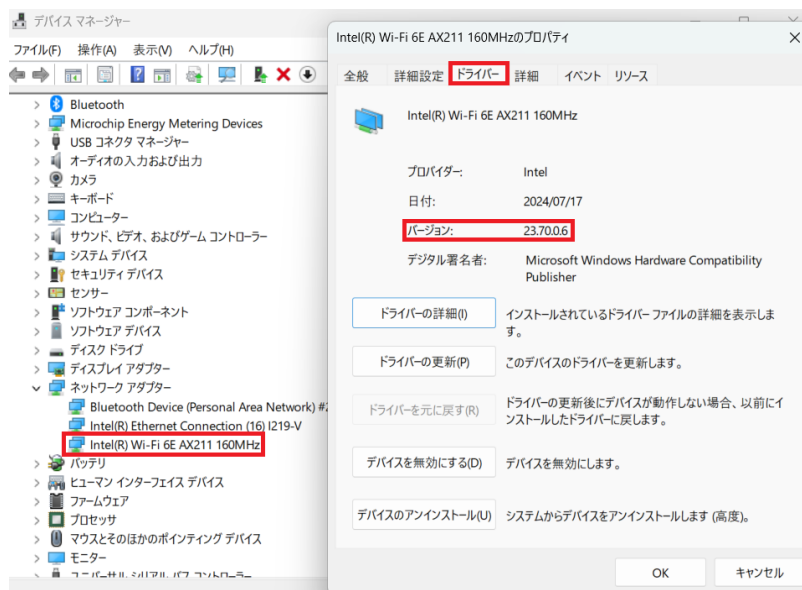 デバイス マネージャー
ファイル(F) 操作(A) 表示(V) ヘルプ(H)
Bluetooth
Microchip Energy Metering Devices
USB コネクタ マネージャー
オーディオの入力および出力
カメラ
キーボード
コンピューター
サウンド、ビデオ、およびゲーム コントローラー
システム デバイス
セキュリティ デバイス
センサー
ソフトウェア コンポーネント
ソフトウェア デバイス
ディスク ドライブ
ディスプレイ アダプター
ネットワーク アダプター
Bluetooth Device (Personal Area Network) #2
Intel(R) Ethernet Connection (16) I219-V
Intel(R) Wi-Fi 6E AX211 160MHz
バッテリ
ヒューマン インターフェイス デバイス
ファームウェア
プロセッサ
マウスとそのほかのポインティング デバイス
モニター
ユニバーサル シリアル バス コントローラー
Intel(R) Wi-Fi 6E AX211 160MHzのプロパティ
全般 詳細設定 ドライバー 詳細 イベント リソース
Intel(R) Wi-Fi 6E AX211 160MHz
プロバイダー: Intel
日付: 2024/07/17
バージョン: 23.70.0.6
デジタル署名者: Microsoft Windows Hardware Compatibility
Publisher
ドライバーの詳細(I) インストールされているドライバー ファイルの詳細を表示しま
す。
ドライバーの更新(P) このデバイスのドライバーを更新します。
ドライバーを元に戻す(R) ドライバーの更新後にデバイスが動作しない場合、以前にイ
ンストールしたドライバーに戻します。
デバイスを無効にする(D) デバイスを無効にします。
デバイスのアンインストール(U) システムからデバイスをアンインストールします (高度)。
OK キャンセル